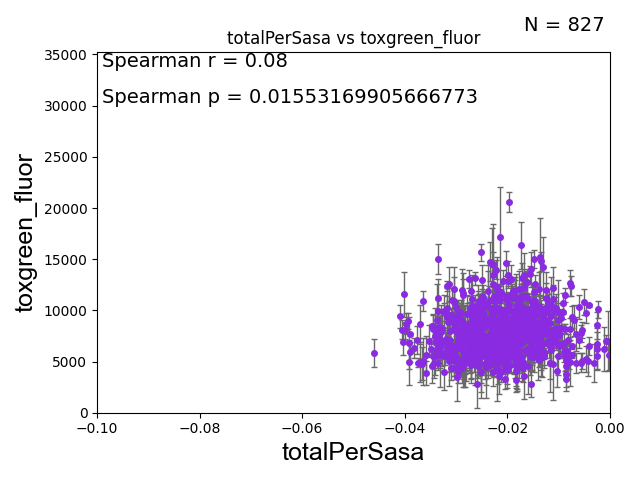 N = 827
totalPerSasa vs toxgreen_fluor
Spearman r = 0.08
Spearman p = 0.01553169905666773
toxgreen_fluor
35000
30000
25000
20000
15000
10000
5000
0
−0.10 −0.08 −0.06 −0.04 −0.02 0.00
totalPerSasa